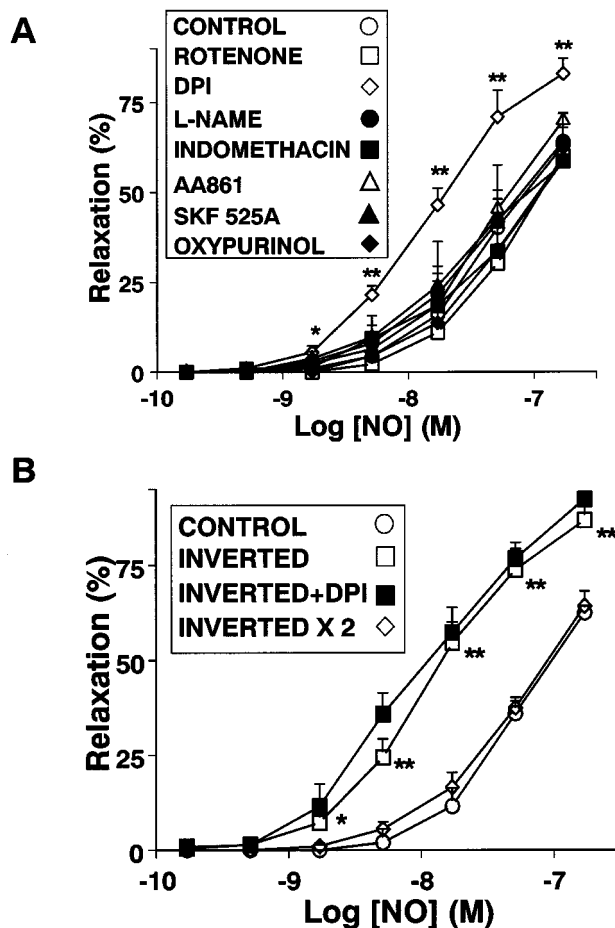 A
CONTROL
ROTENONE
DPI
L-NAME
INDOMETHACIN
AA861
SKF 525A
OXYPURINOL
Relaxation (%)
75
50
25
0
*
**
**
**
**
-10
-9
-8
-7
Log [NO] (M)
B
CONTROL
INVERTED
INVERTED+DPI
INVERTED X 2
Relaxation (%)
75
50
25
0
*
**
**
**
**
-10
-9
-8
-7
Log [NO] (M)